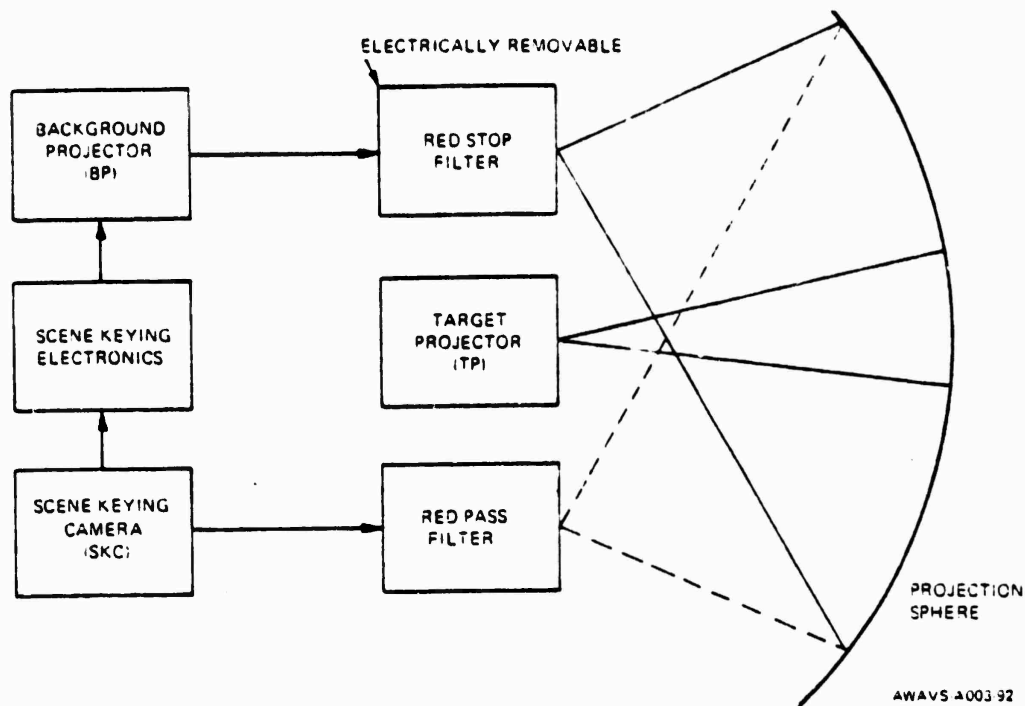 ELECTRICALLY REMOVABLE
BACKGROUND
PROJECTOR
(BP)
RED STOP
FILTER
SCENE KEYING
ELECTRONICS
TARGET
PROJECTOR
(TP)
SCENE KEYING
CAMERA
(SKC)
RED PASS
FILTER
PROJECTION
SPHERE
AWAVS A003-92